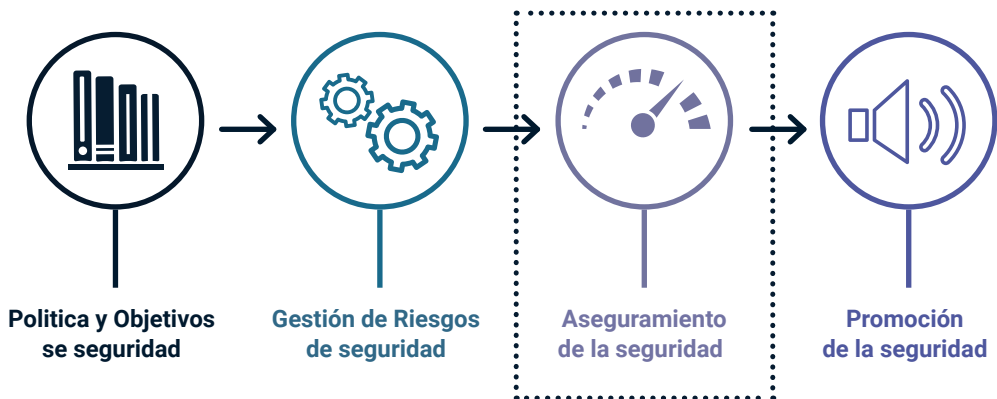 Politica y Objetivos
se seguridad
Gestión de Riesgos
de seguridad
Aseguramiento
de la seguridad
Promoción
de la seguridad